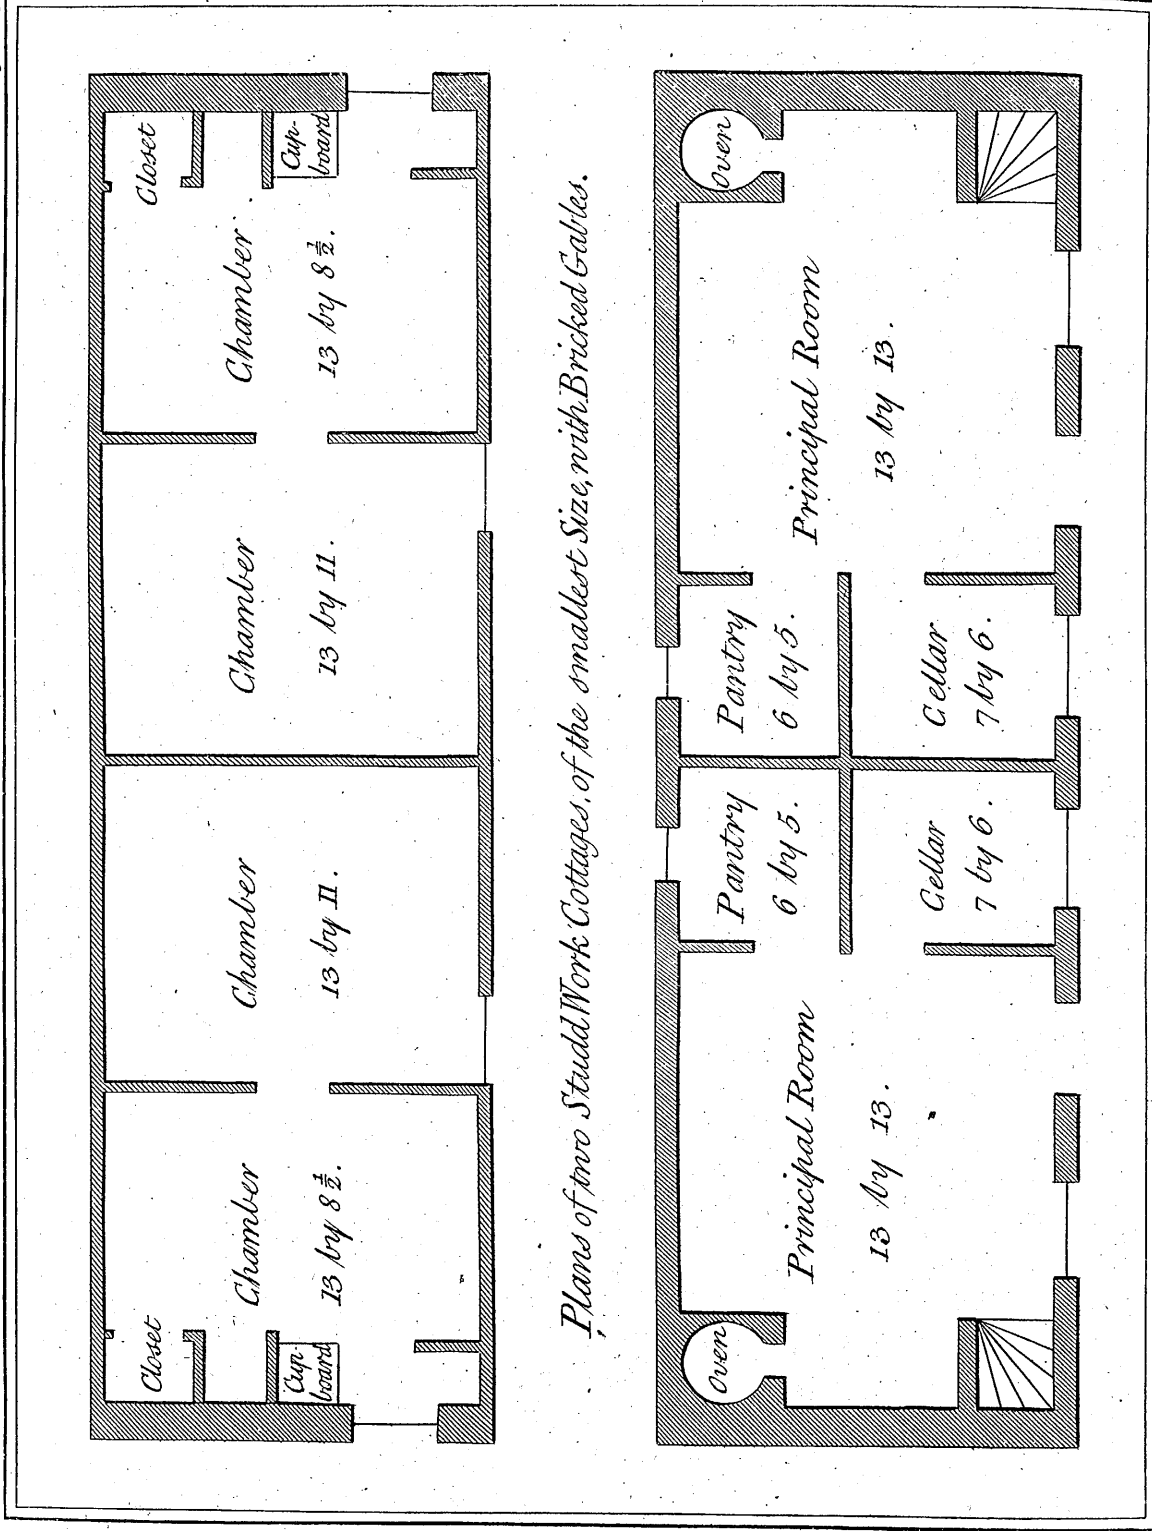 Closet
Chamber
13 by 8½.
Cup-
board
Chamber
13 by 11.
Chamber
13 by 11.
Closet
Chamber
13 by 8½.
Cup-
board
Plans of two Studd Work Cottages, of the smallest Size, with Bricked Gables.
Oven
Principal Room
13 by 13.
Pantry
6 by 5.
Cellar
7 by 6.
Pantry
6 by 5.
Cellar
7 by 6.
Principal Room
13 by 13.
Oven